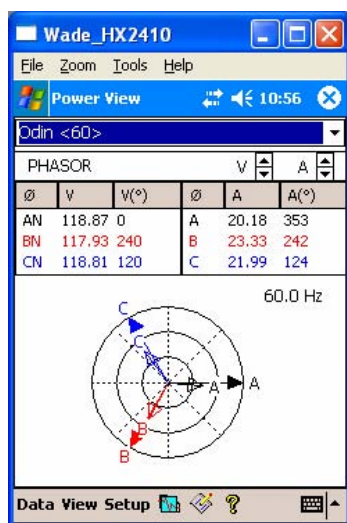 Wade_HX2410
File Zoom Tools Help
Power View 10:56
Odin <60>
PHASOR V A
Ø V V(°) Ø A A(°)
AN 118.87 0 A 20.18 353
BN 117.93 240 B 23.33 242
CN 118.81 120 C 21.99 124
60.0 Hz
C
C
A A
B
B
Data View Setup